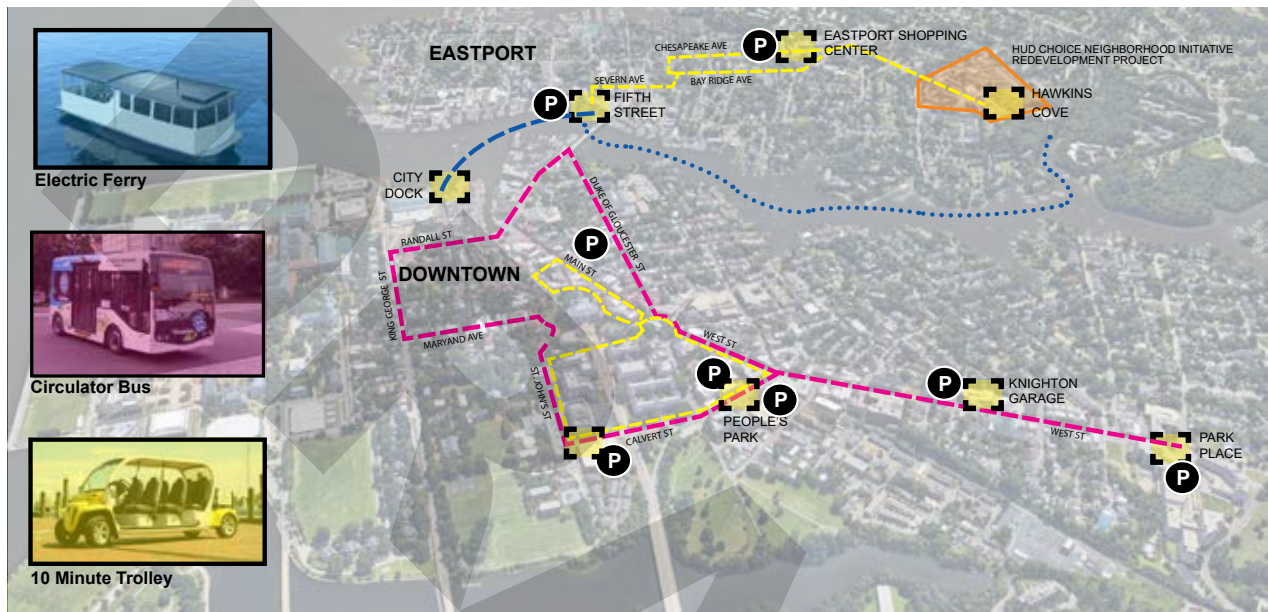 Electric Ferry
Circulator Bus
10 Minute Trolley
EASTPORT
CHESAPEAKE AVE
P
EASTPORT SHOPPING
CENTER
HUD CHOICE NEIGHBORHOOD INITIATIVE
REDEVELOPMENT PROJECT
SEVERN AVE
BAY RIDGE AVE
P
FIFTH
STREET
HAWKINS
COVE
CITY
DOCK
DUKE OF GLOUCESTER ST
RANDALL ST
P
DOWNTOWN
MAIN ST
KING GEORGE ST
MARYAND AVE
WEST ST
ST. JOHN'S ST
P
P
PEOPLE'S
PARK
P
KNIGHTON
GARAGE
CALVERT ST
P
WEST ST
PARK
PLACE
P